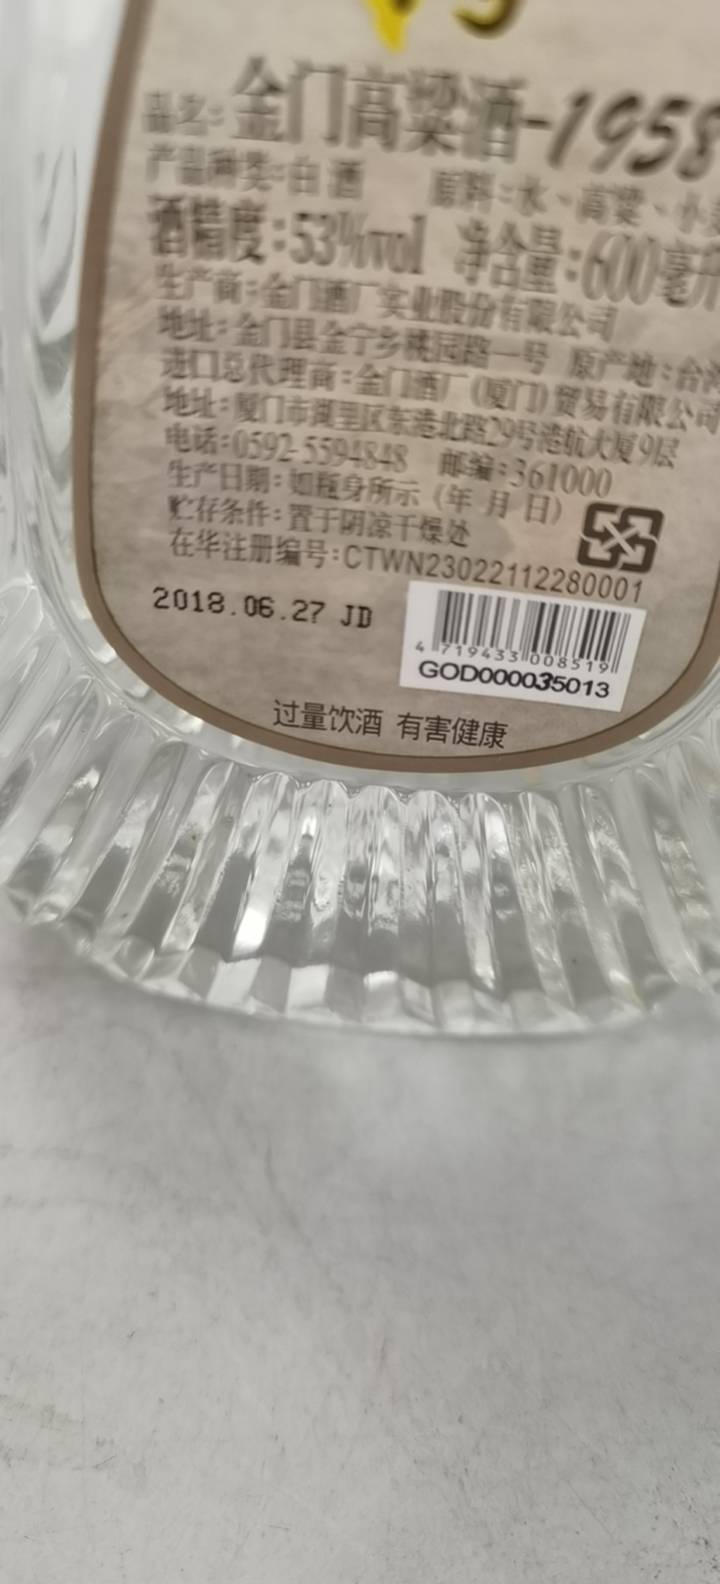 品名:金门高粱酒-1958
产品种类:白酒 原料:水、高粱、小
酒精度:53%vol 净含量:600毫升
生产商:金门酒厂实业股份有限公司
地址:金门县金宁乡桃园路一号 原产地:台
进口总代理商:金门酒厂(厦门)贸易有限公司
地址:厦门市湖里区东港北路29号港航大厦9层
电话:0592-5594848 邮编:361000
生产日期:如瓶身所示(年 月 日)
贮存条件:置于阴凉干燥处
在华注册编号:CTWN23022112280001
2018.06.27 JD
4 719433 008519
GOD000035013
过量饮酒 有害健康